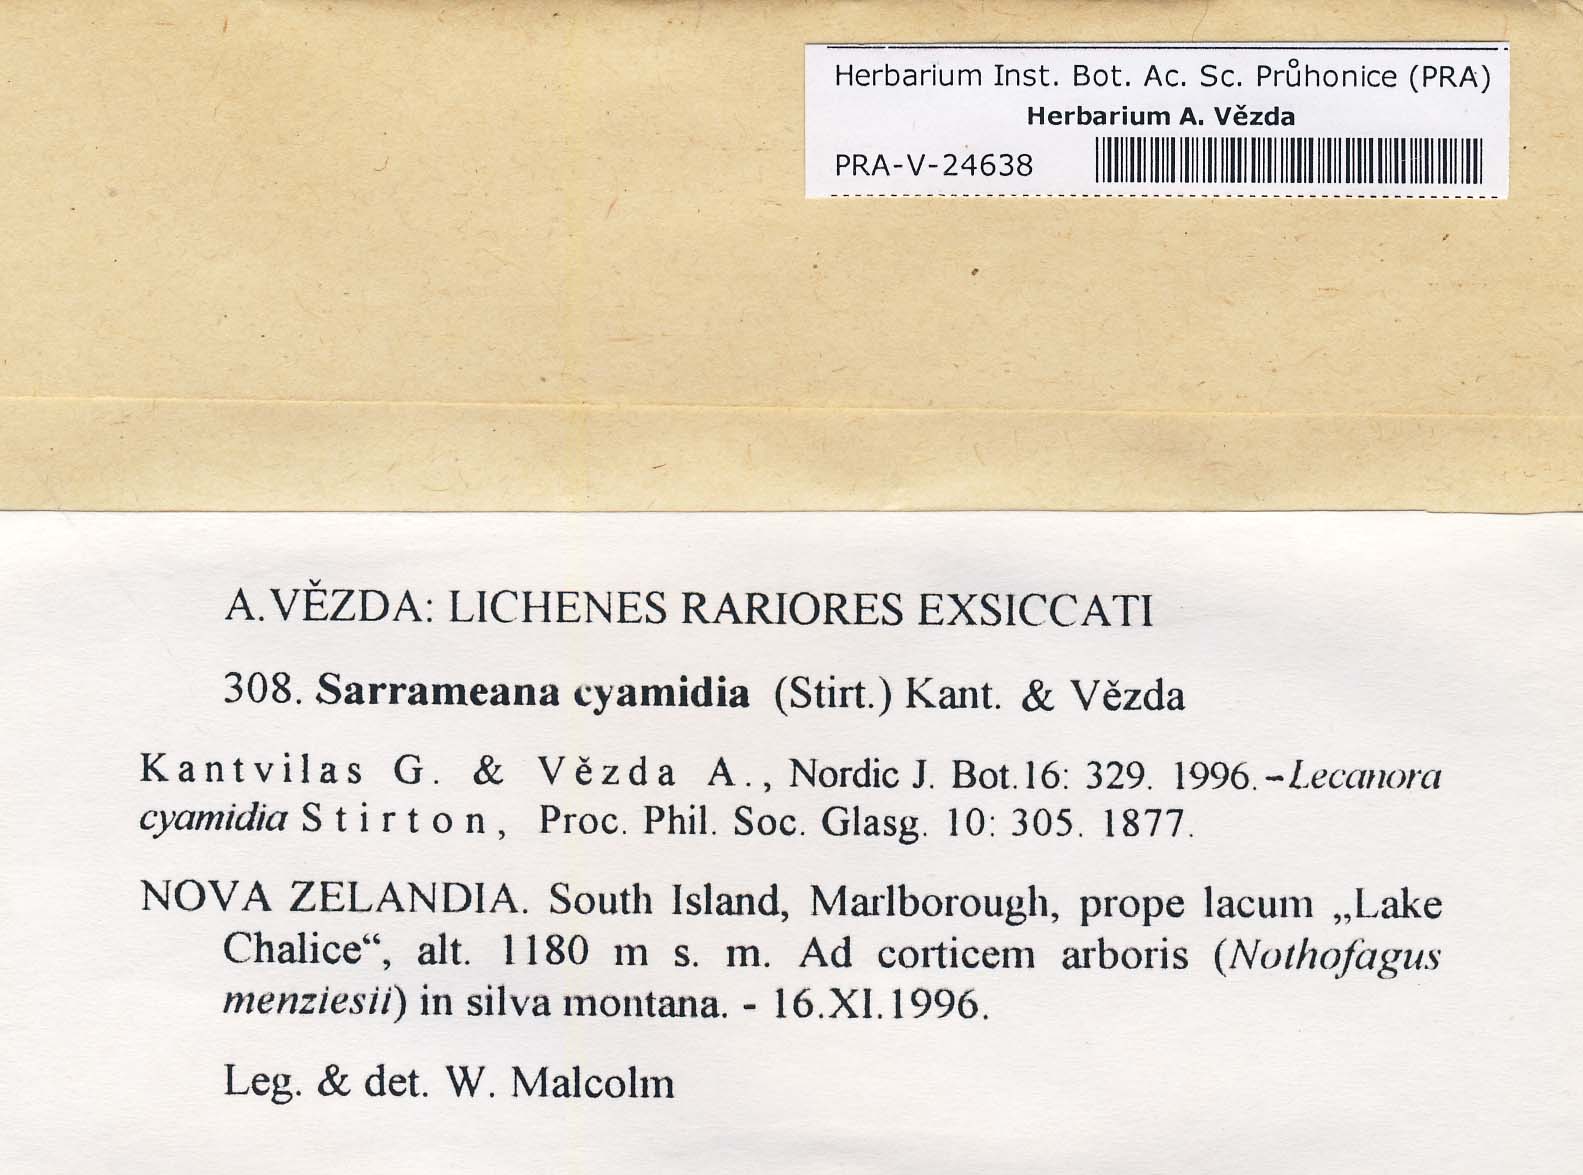 Herbarium Inst. Bot. Ac. Sc. Průhonice (PRA)
Herbarium A. Vězda
PRA-V-24638
A. VĚZDA: LICHENES RARIORES EXSICCATI
308. Sarrameana cyamidia (Stirt.) Kant. & Vězda
Kantvilas G. & Vězda A., Nordic J. Bot. 16: 329. 1996. – Lecanora
cyamidia Stirton, Proc. Phil. Soc. Glasg. 10: 305. 1877.
NOVA ZELANDIA. South Island, Marlborough, prope lacum „Lake
Chalice“, alt. 1180 m s. m. Ad corticem arboris (Nothofagus
menziesii) in silva montana. - 16.XI.1996.
Leg. & det. W. Malcolm